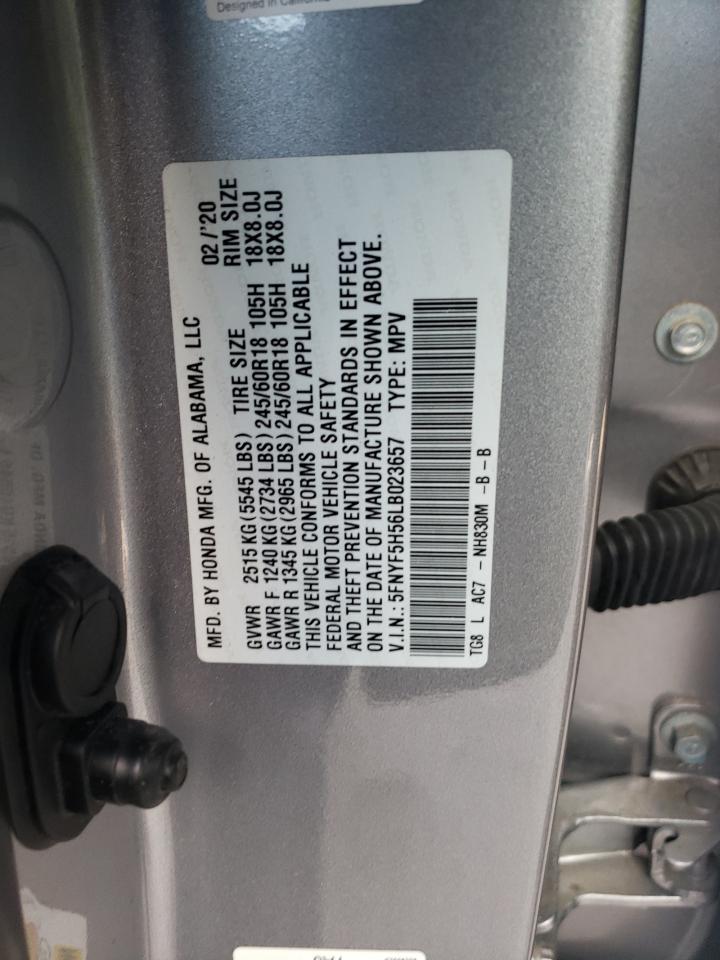 Designed in California
MFD. BY HONDA MFG. OF ALABAMA, LLC 02/'20
GVWR 2515 KG (5545 LBS) TIRE SIZE RIM SIZE
GAWR F 1240 KG (2734 LBS) 245/60R18 105H 18X8.0J
GAWR R 1345 KG (2965 LBS) 245/60R18 105H 18X8.0J
THIS VEHICLE CONFORMS TO ALL APPLICABLE
FEDERAL MOTOR VEHICLE SAFETY
AND THEFT PREVENTION STANDARDS IN EFFECT
ON THE DATE OF MANUFACTURE SHOWN ABOVE.
V.I.N.: 5FNYF5H56LB023657 TYPE: MPV
TG8 L AC7 - NH830M -B-B